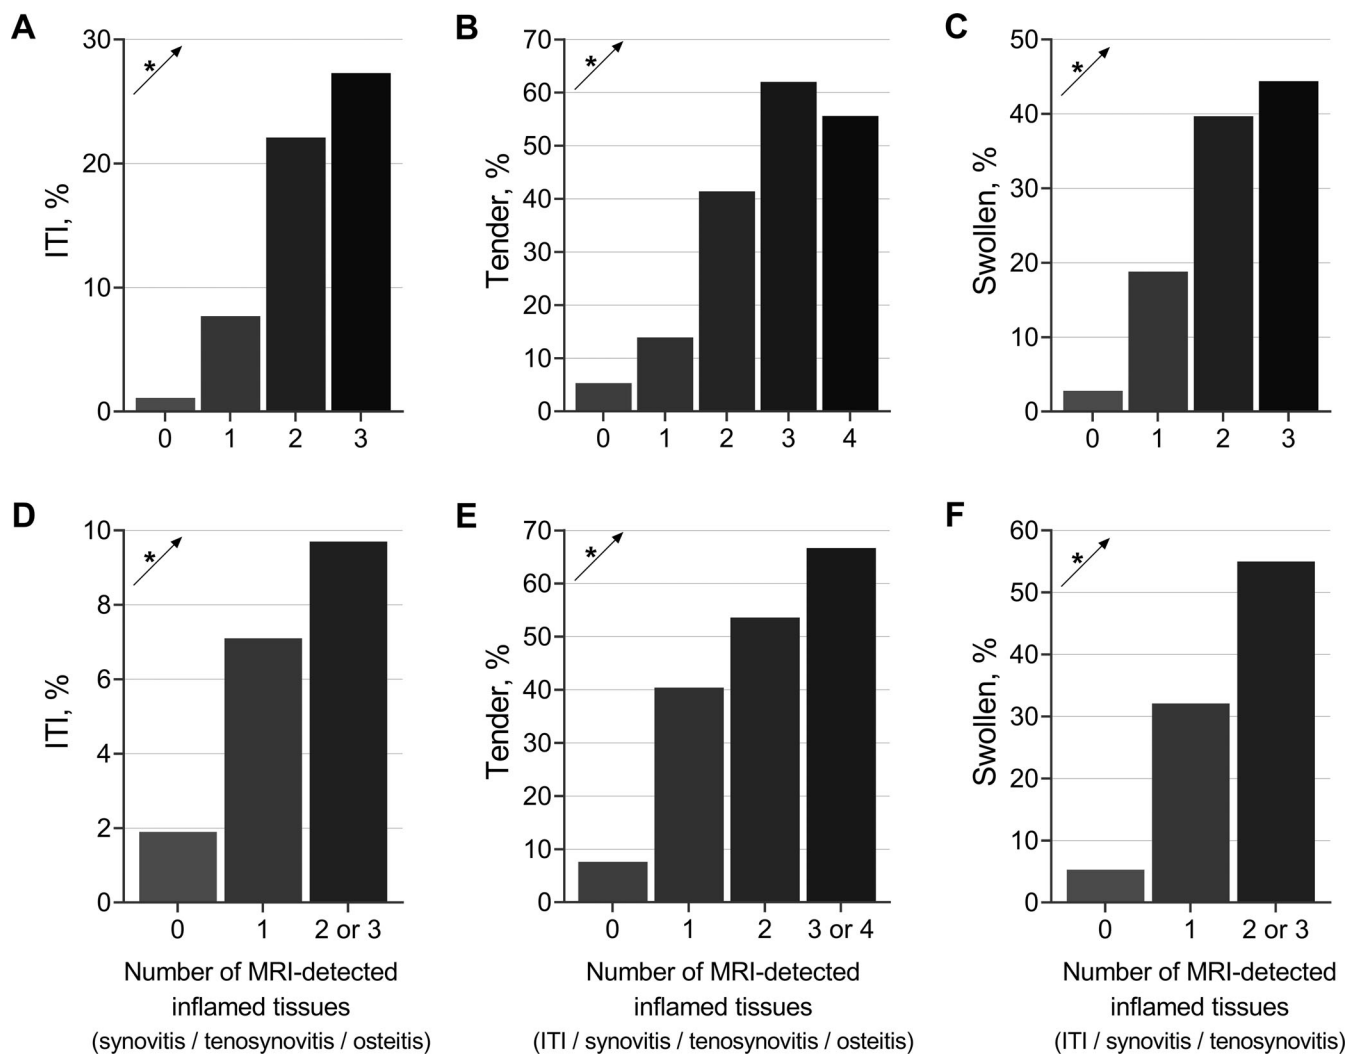 A
ITI, %
30
20
10
0
*
0 1 2 3
B
Tender, %
70
60
50
40
30
20
10
0
*
0 1 2 3 4
C
Swollen, %
50
40
30
20
10
0
*
0 1 2 3
D
ITI, %
10
8
6
4
2
0
*
0 1 2 or 3
Number of MRI-detected
inflamed tissues
(synovitis / tenosynovitis / osteitis)
E
Tender, %
70
60
50
40
30
20
10
0
*
0 1 2 3 or 4
Number of MRI-detected
inflamed tissues
(ITI / synovitis / tenosynovitis / osteitis)
F
Swollen, %
60
50
40
30
20
10
0
*
0 1 2 or 3
Number of MRI-detected
inflamed tissues
(ITI / synovitis / tenosynovitis)